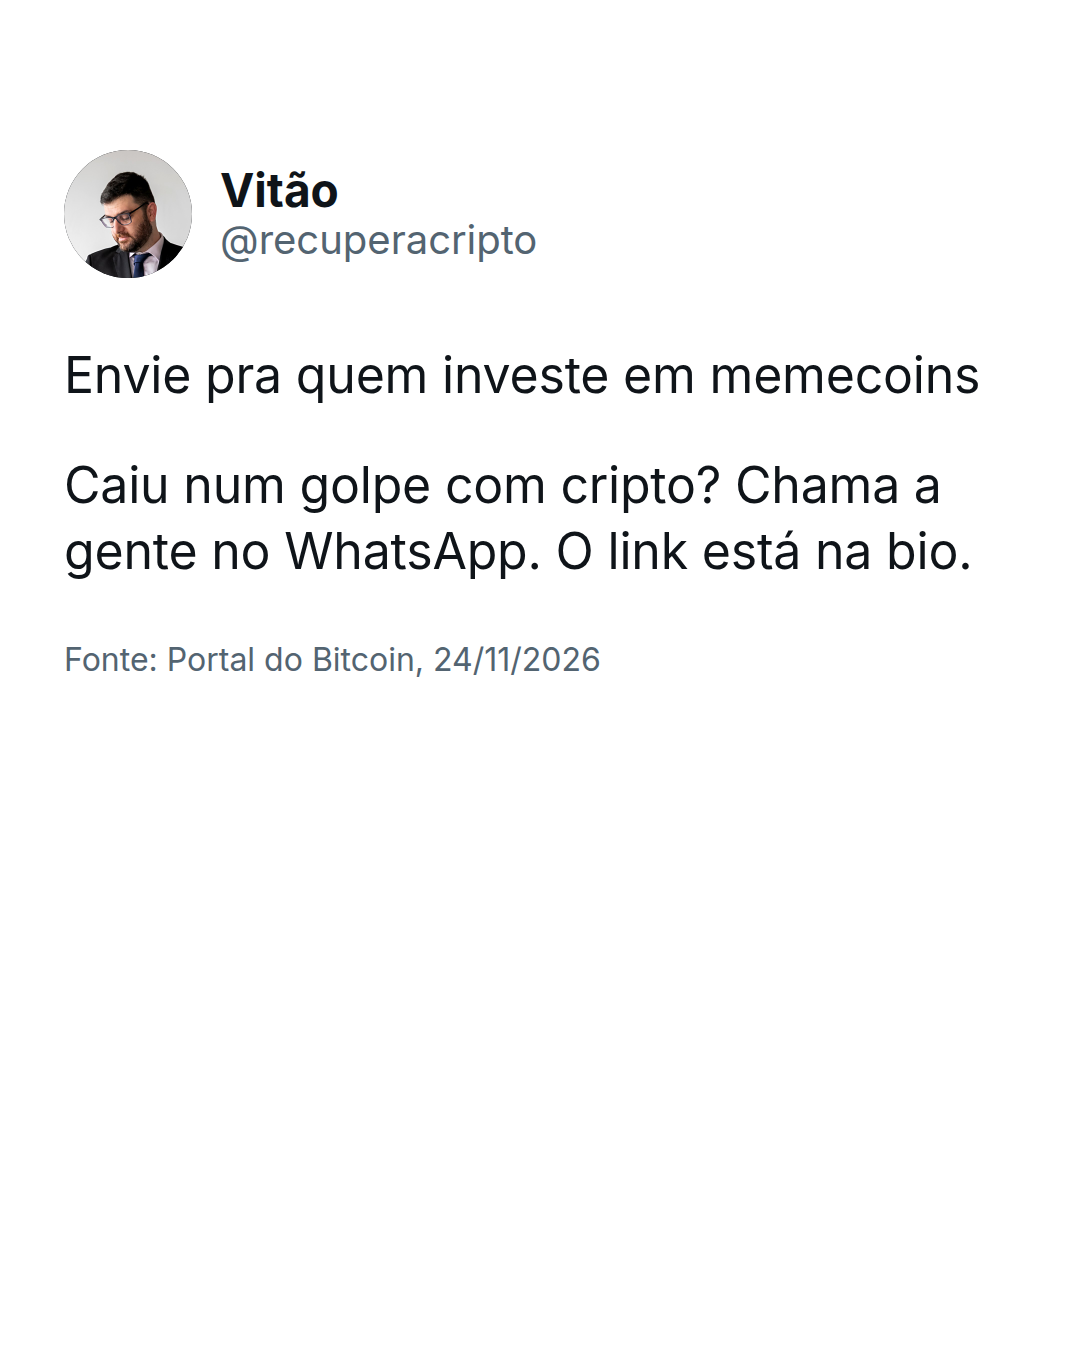 Vitão
@recuperacripto
Envie pra quem investe em memecoins
Caiu num golpe com cripto? Chama a
gente no WhatsApp. O link está na bio.
Fonte: Portal do Bitcoin, 24/11/2026